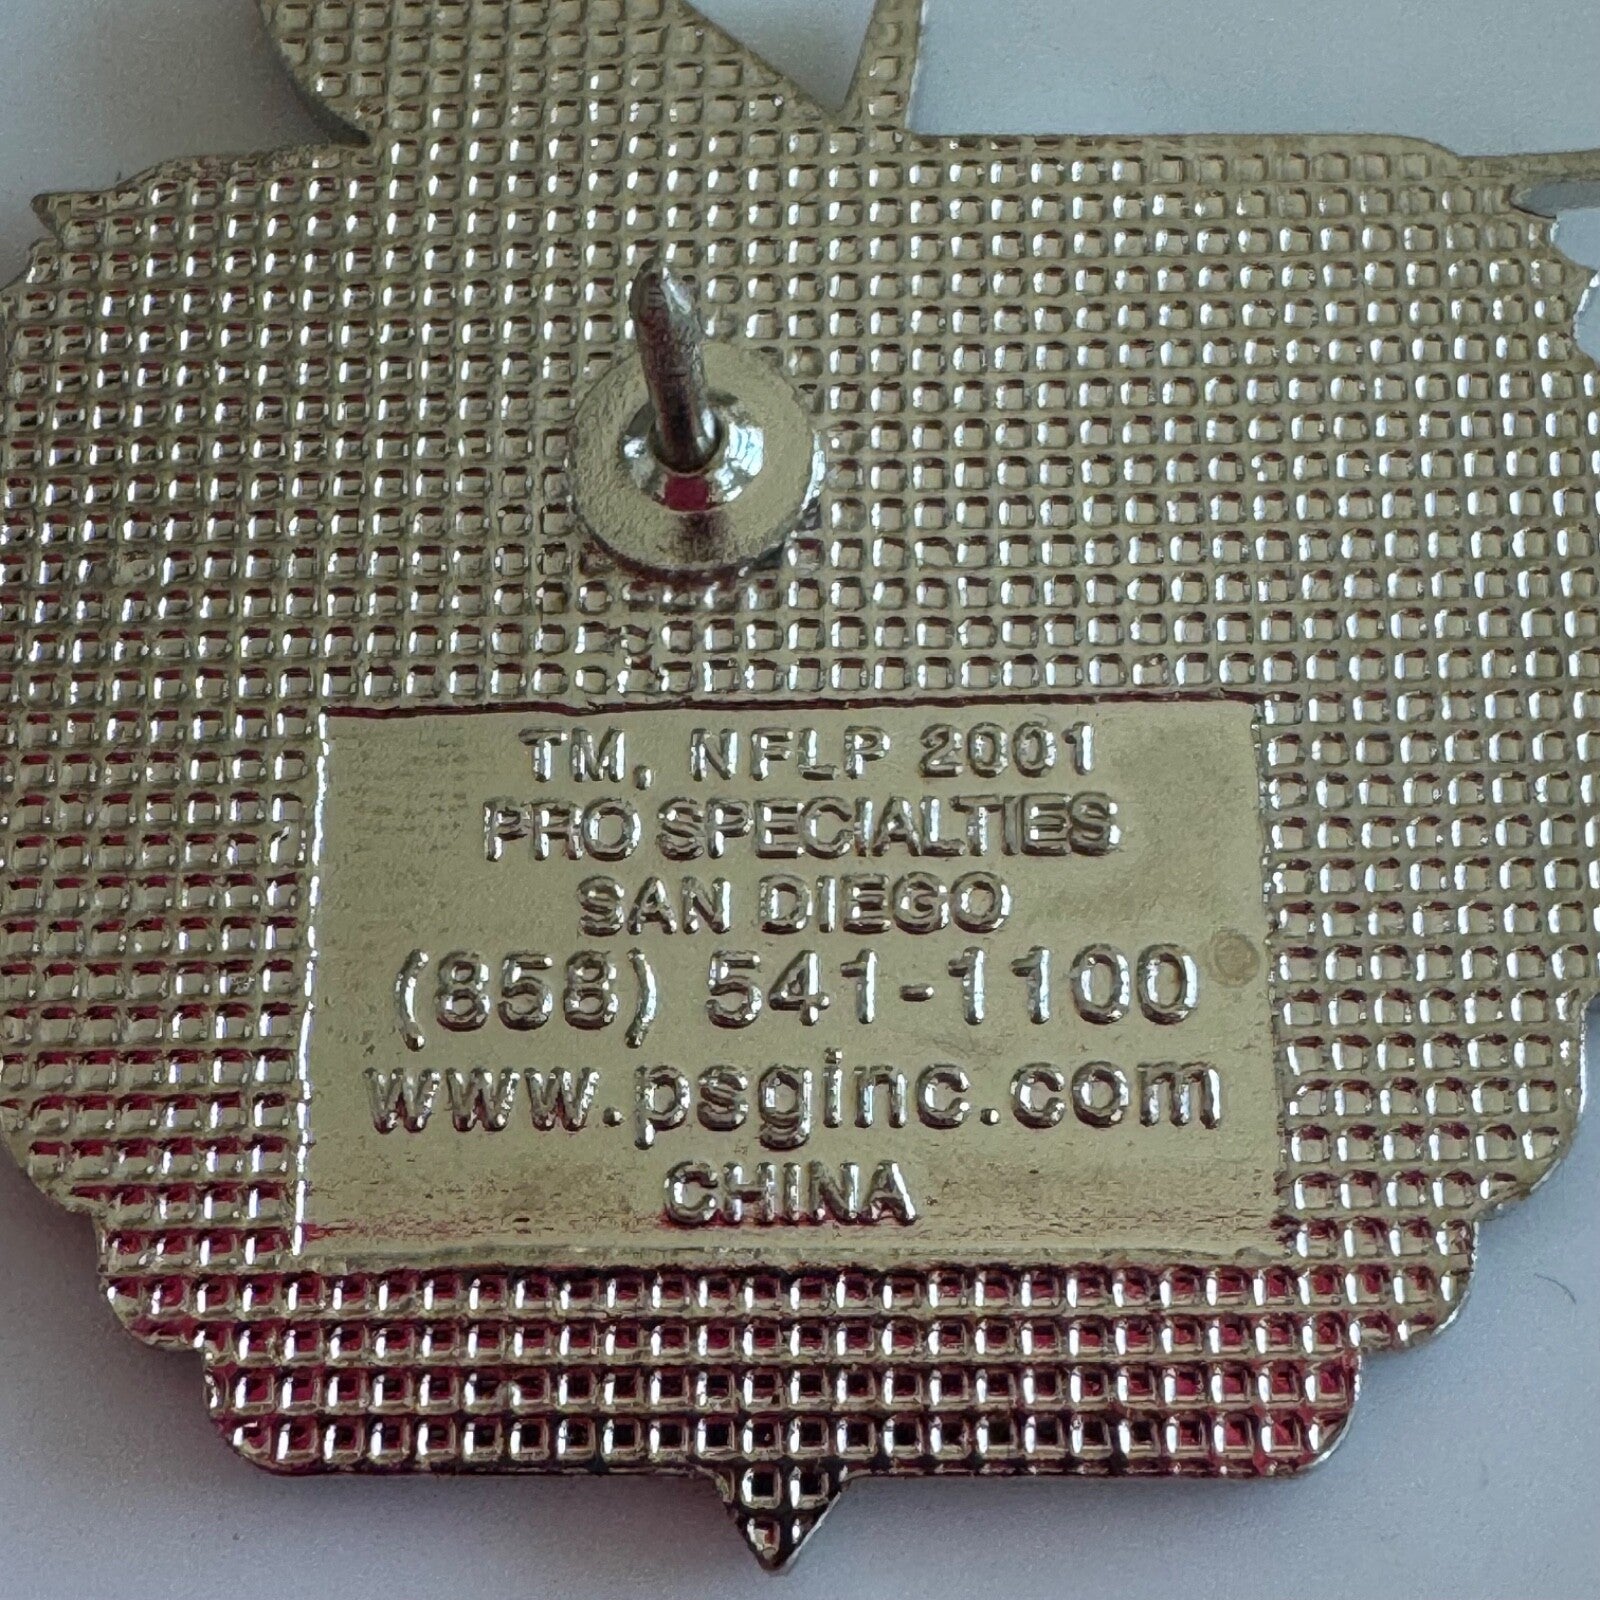 TM. NFLP 2001
PRO SPECIALTIES
SAN DIEGO
(858) 541-1100
www.psginc.com
CHINA